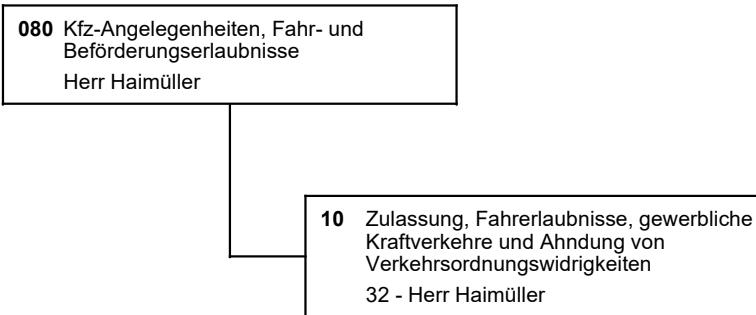 080 Kfz-Angelegenheiten, Fahr- und
Beförderungserlaubnisse
Herr Haimüller
10 Zulassung, Fahrerlaubnisse, gewerbliche
Kraftverkehre und Ahndung von
Verkehrsordnungswidrigkeiten
32 - Herr Haimüller